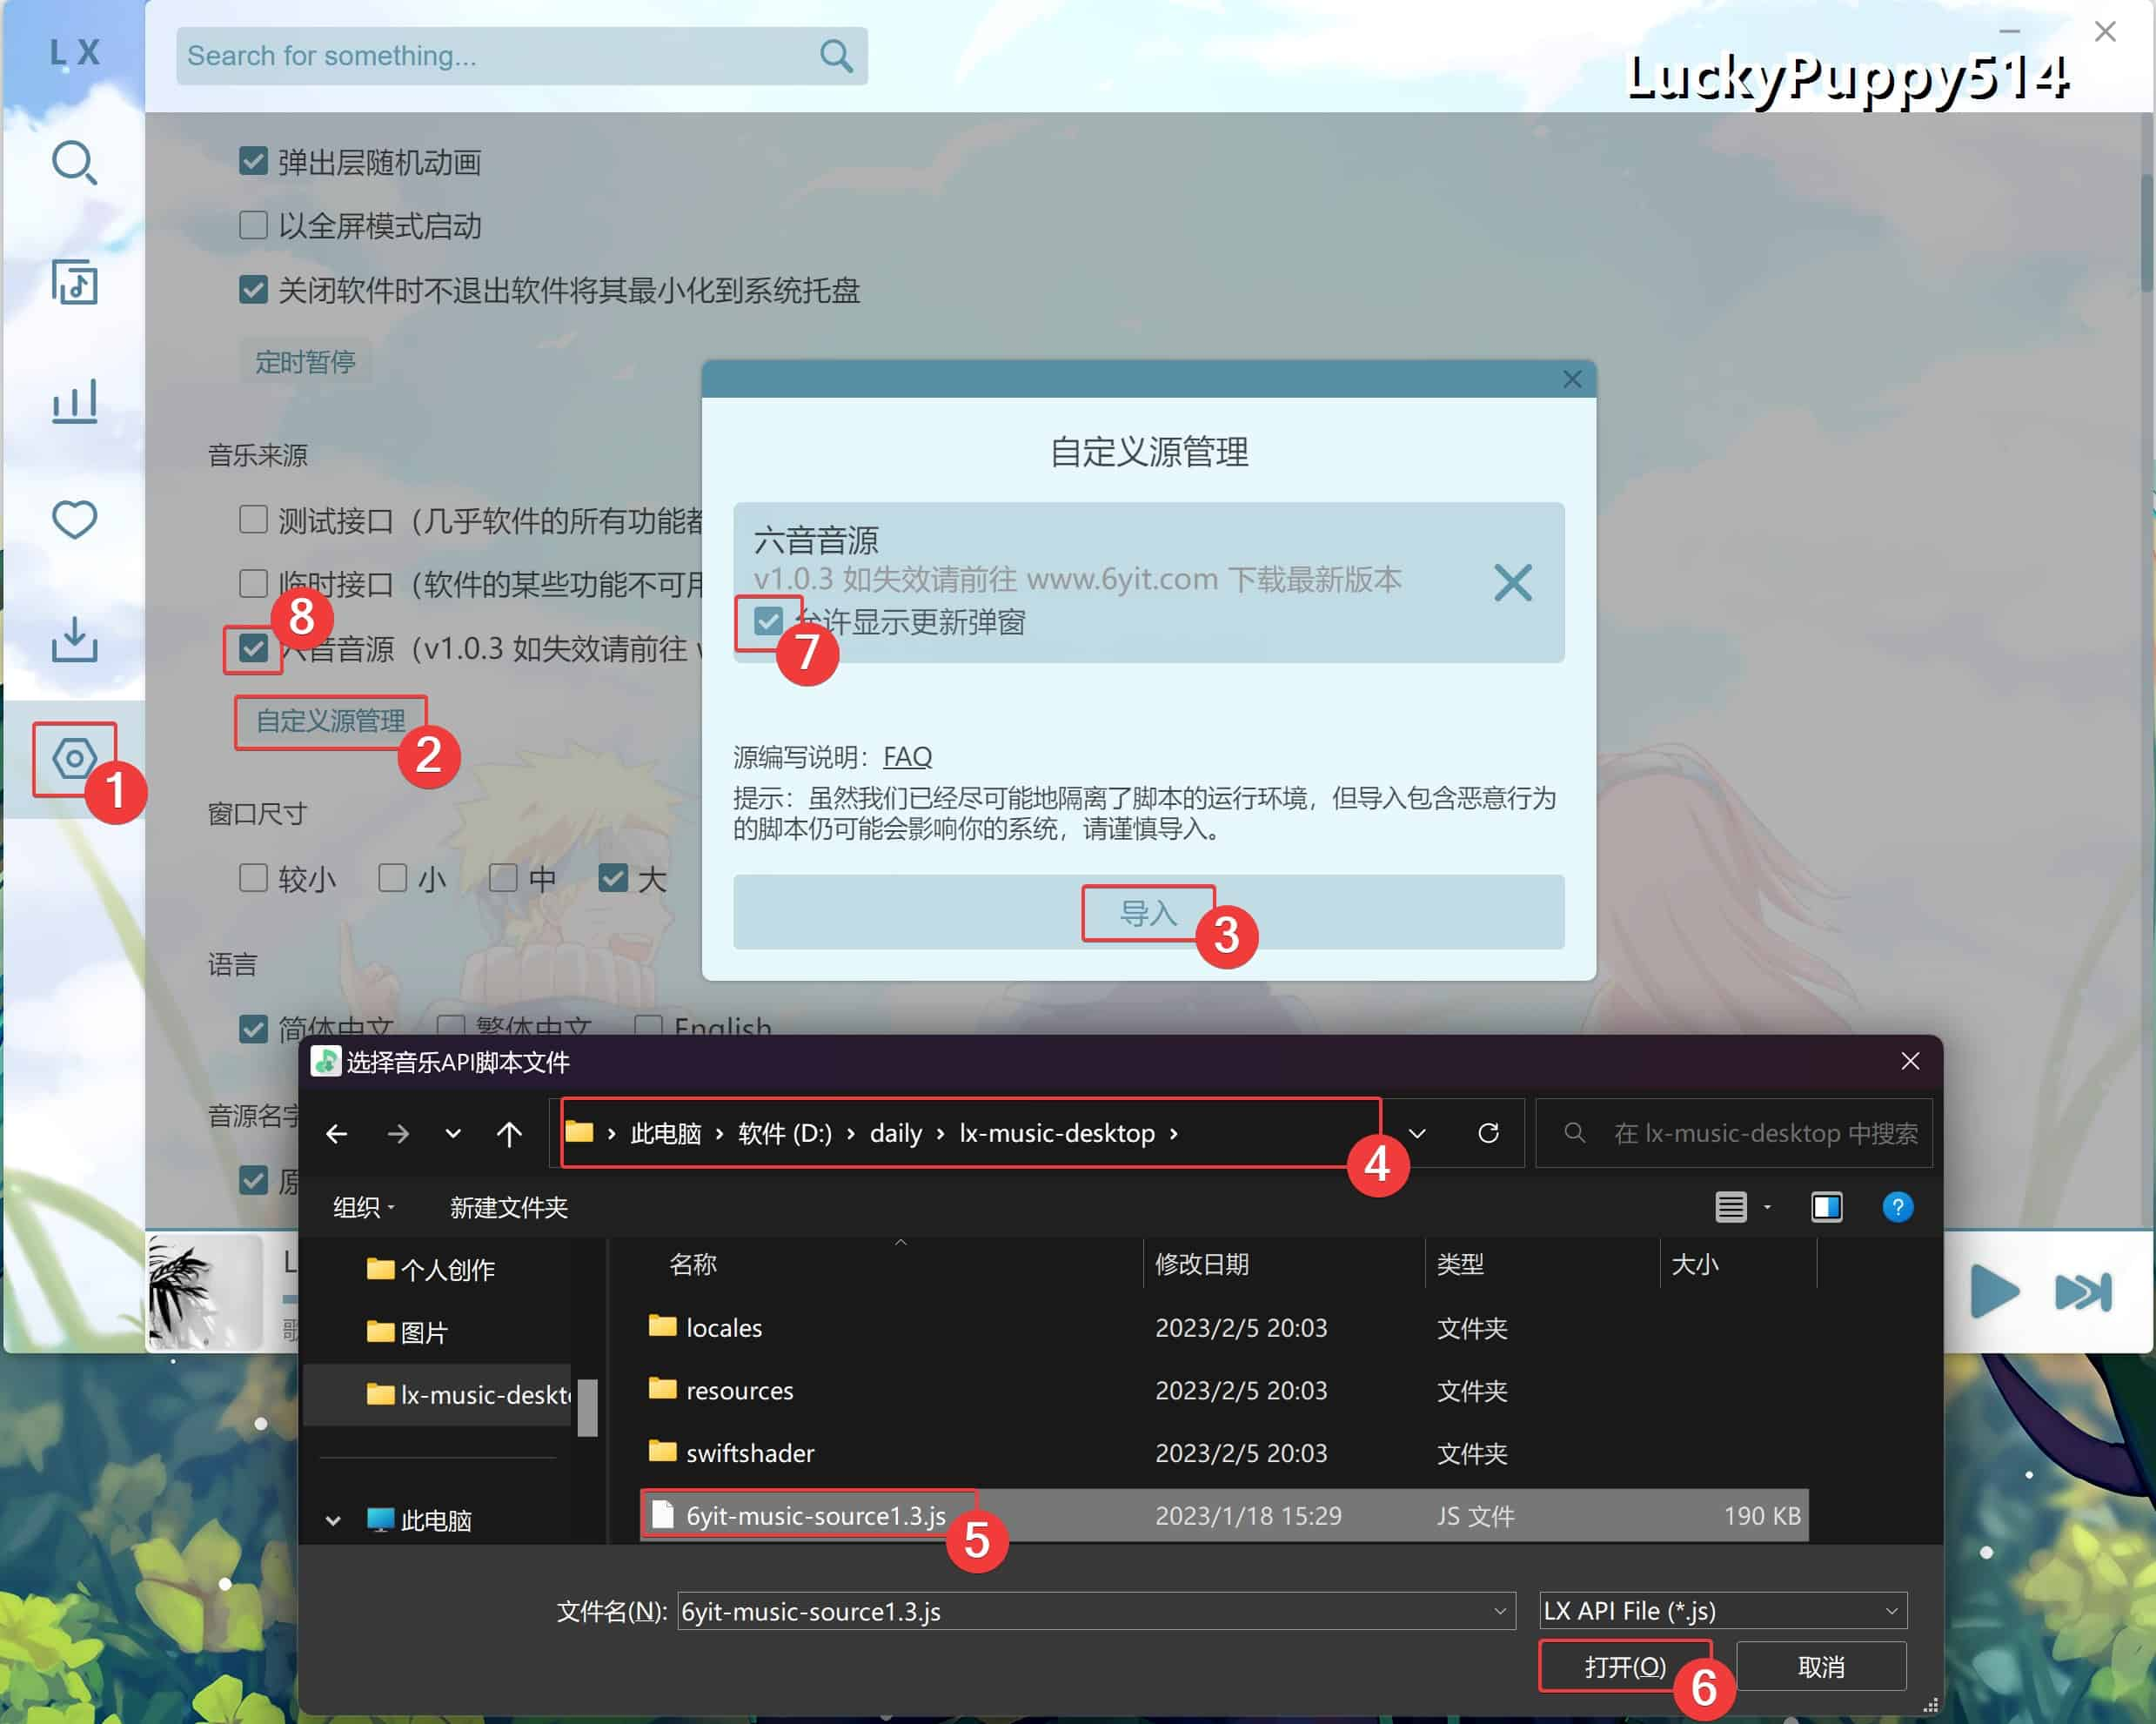 L X
Search for something...
LuckyPuppy514
弹出层随机动画
以全屏模式启动
关闭软件时不退出软件将其最小化到系统托盘
定时暂停
音乐来源
测试接口（几乎软件的所有功能都
临时接口（软件的某些功能不可用
8
六音音源（v1.0.3 如失效请前往 w
自定义源管理
2
1
窗口尺寸
较小 小 中 大
语言
简体中文 繁体中文 English
音源名字
原
自定义源管理
六音音源
v1.0.3 如失效请前往 www.6yit.com 下载最新版本
允许显示更新弹窗
7
源编写说明：FAQ
提示：虽然我们已经尽可能地隔离了脚本的运行环境，但导入包含恶意行为
的脚本仍可能会影响你的系统，请谨慎导入。
导入
3
选择音乐API脚本文件
此电脑 › 软件 (D:) › daily › lx-music-desktop ›
4
在 lx-music-desktop 中搜索
组织 新建文件夹
个人创作
图片
lx-music-deskt
此电脑
名称 修改日期 类型 大小
locales 2023/2/5 20:03 文件夹
resources 2023/2/5 20:03 文件夹
swiftshader 2023/2/5 20:03 文件夹
6yit-music-source1.3.js 2023/1/18 15:29 JS 文件 190 KB
5
文件名(N): 6yit-music-source1.3.js LX API File (*.js)
打开(O) 取消
6
L
歌